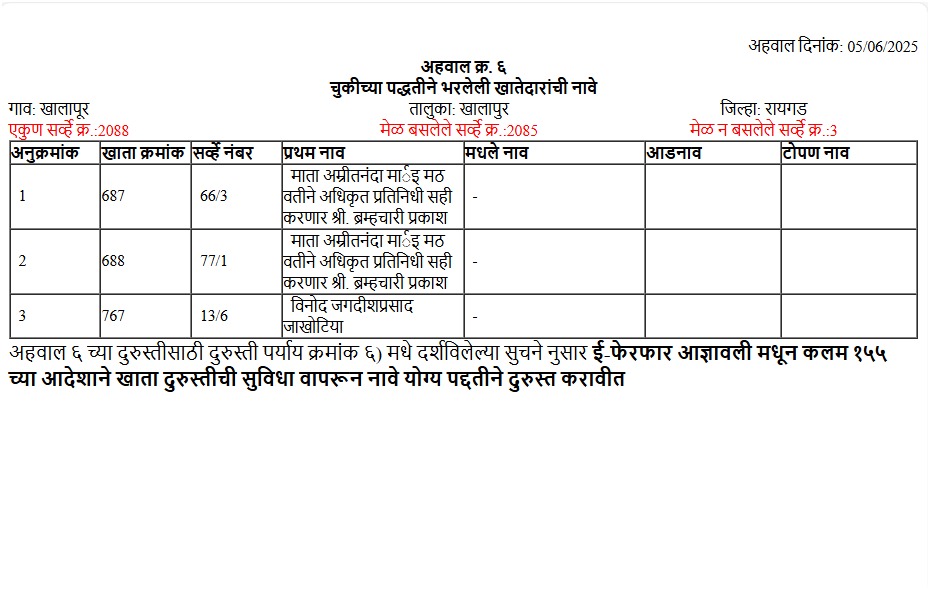 अहवाल दिनांक: 05/06/2025
अहवाल क्र. ६
चुकीच्या पद्धतीने भरलेली खातेदारांची नावे
गाव: खालापूर तालुका: खालापुर जिल्हा: रायगड
एकुण सर्व्हे क्र.:2088 मेळ बसलेले सर्व्हे क्र.:2085 मेळ न बसलेले सर्व्हे क्र.:3
अनुक्रमांक खाता क्रमांक सर्व्हे नंबर प्रथम नाव मधले नाव आडनाव टोपण नाव
माता अम्रीतनंदा मार्इ मठ
1 687 66/3 वतीने अधिकृत प्रतिनिधी सही -
करणार श्री. ब्रम्हचारी प्रकाश
माता अम्रीतनंदा मार्इ मठ
2 688 77/1 वतीने अधिकृत प्रतिनिधी सही -
करणार श्री. ब्रम्हचारी प्रकाश
3 767 13/6 विनोद जगदीशप्रसाद -
जाखोटिया
अहवाल ६ च्या दुरुस्तीसाठी दुरुस्ती पर्याय क्रमांक ६) मधे दर्शविलेल्या सुचने नुसार ई-फेरफार आज्ञावली मधून कलम १५५
च्या आदेशाने खाता दुरुस्तीची सुविधा वापरून नावे योग्य पद्दतीने दुरुस्त करावीत